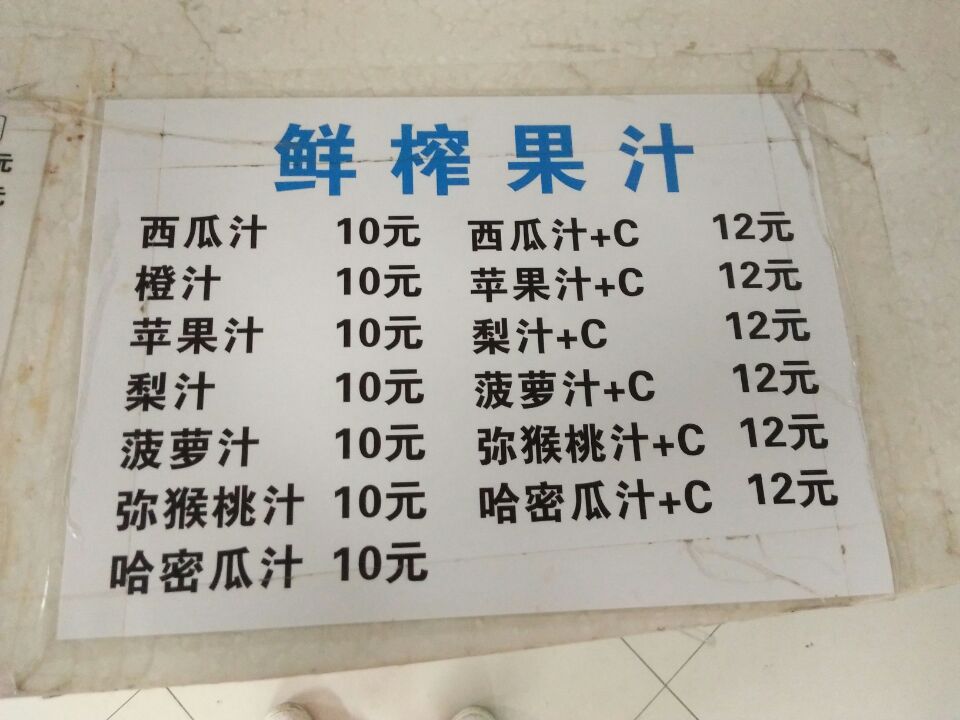 鲜榨果汁
西瓜汁 10元 西瓜汁+C 12元
橙汁 10元 苹果汁+C 12元
苹果汁 10元 梨汁+C 12元
梨汁 10元 菠萝汁+C 12元
菠萝汁 10元 弥猴桃汁+C 12元
弥猴桃汁 10元 哈密瓜汁+C 12元
哈密瓜汁 10元
元
元